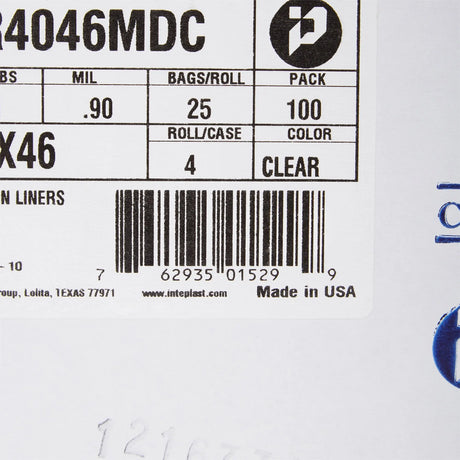 R4046MDC
BS MIL BAGS/ROLL PACK
.90 25 100
ROLL/CASE COLOR
X46 4 CLEAR
N LINERS
- 10
7 62935 01529 9
roup, Lolita, TEXAS 77971 www.inteplast.com Made in USA